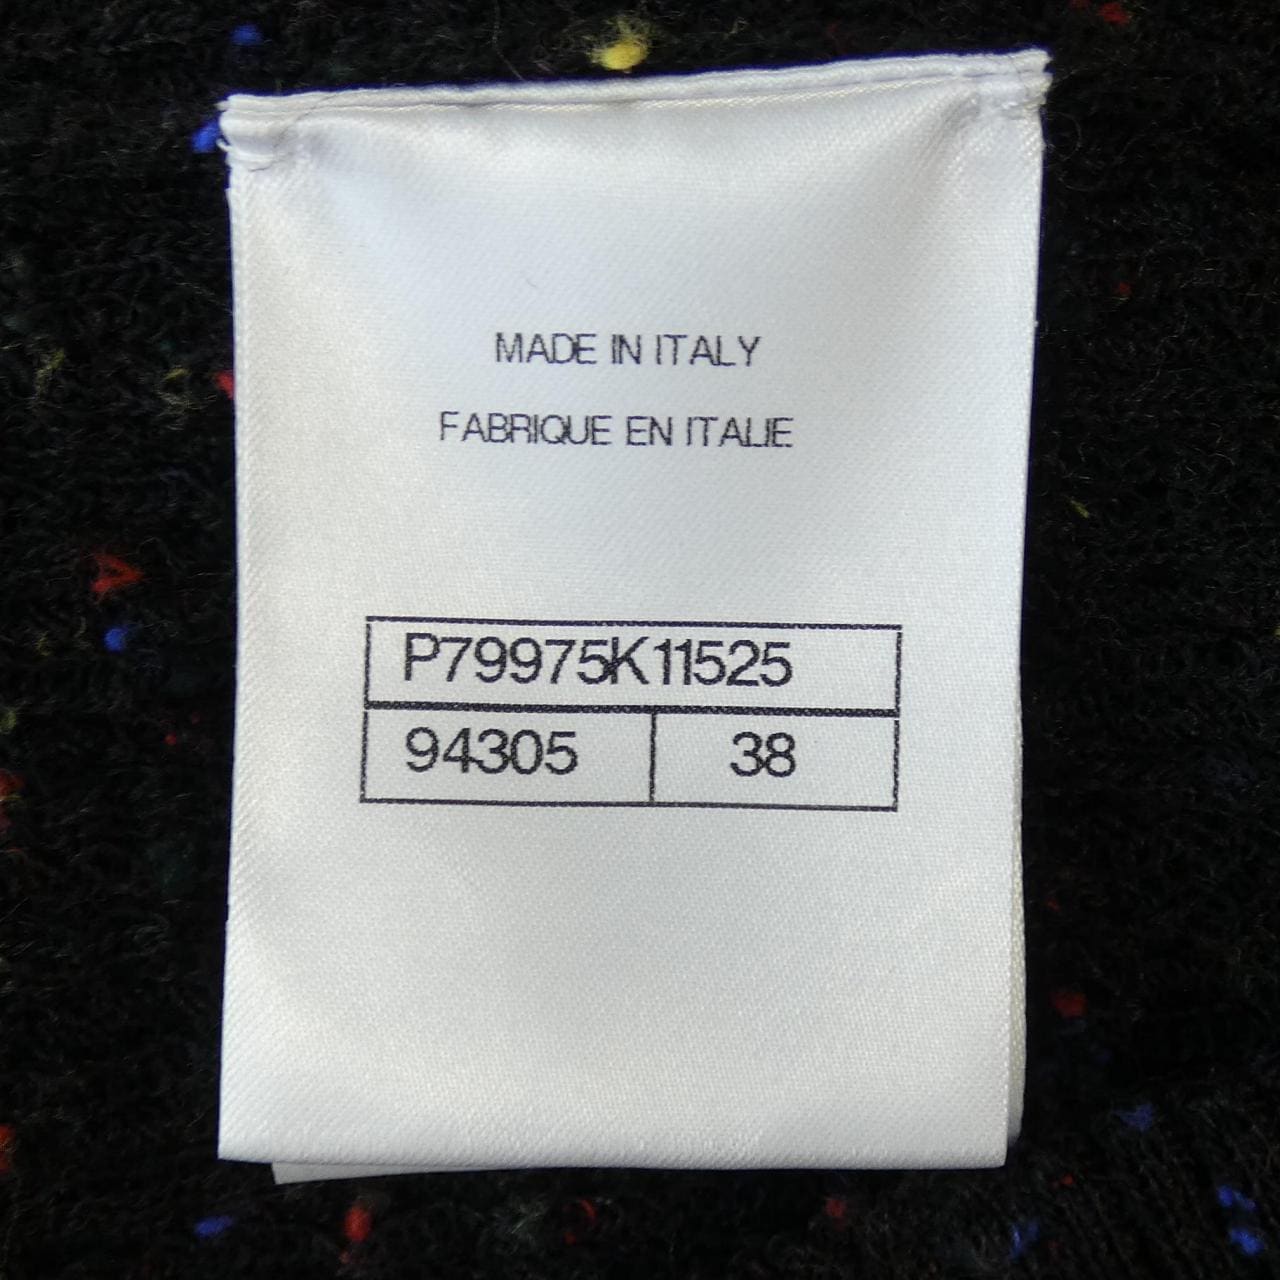 MADE IN ITALY
FABRIQUE EN ITALIE
P79975K11525
94305 38